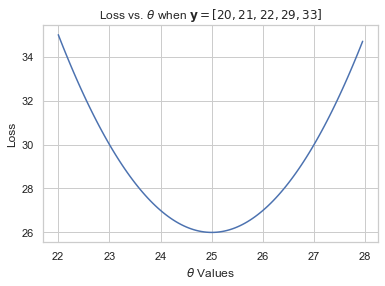 Loss vs. θ when y = [20, 21, 22, 29, 33]
34
32
30
28
26
Loss
22 23 24 25 26 27 28
θ Values